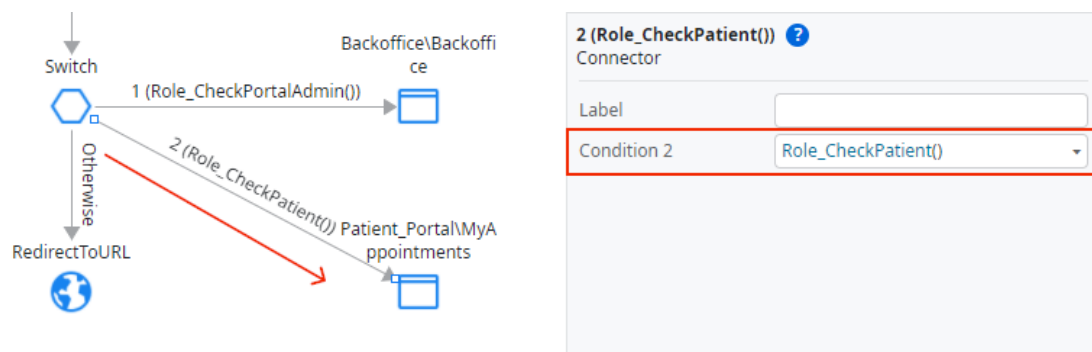 Switch
Backoffice\Backoffi
ce
1 (Role_CheckPortalAdmin())
2 (Role_CheckPatient())
Otherwise
Patient_Portal\MyA
ppointments
RedirectToURL
2 (Role_CheckPatient()) ?
Connector
Label
Condition 2 Role_CheckPatient()